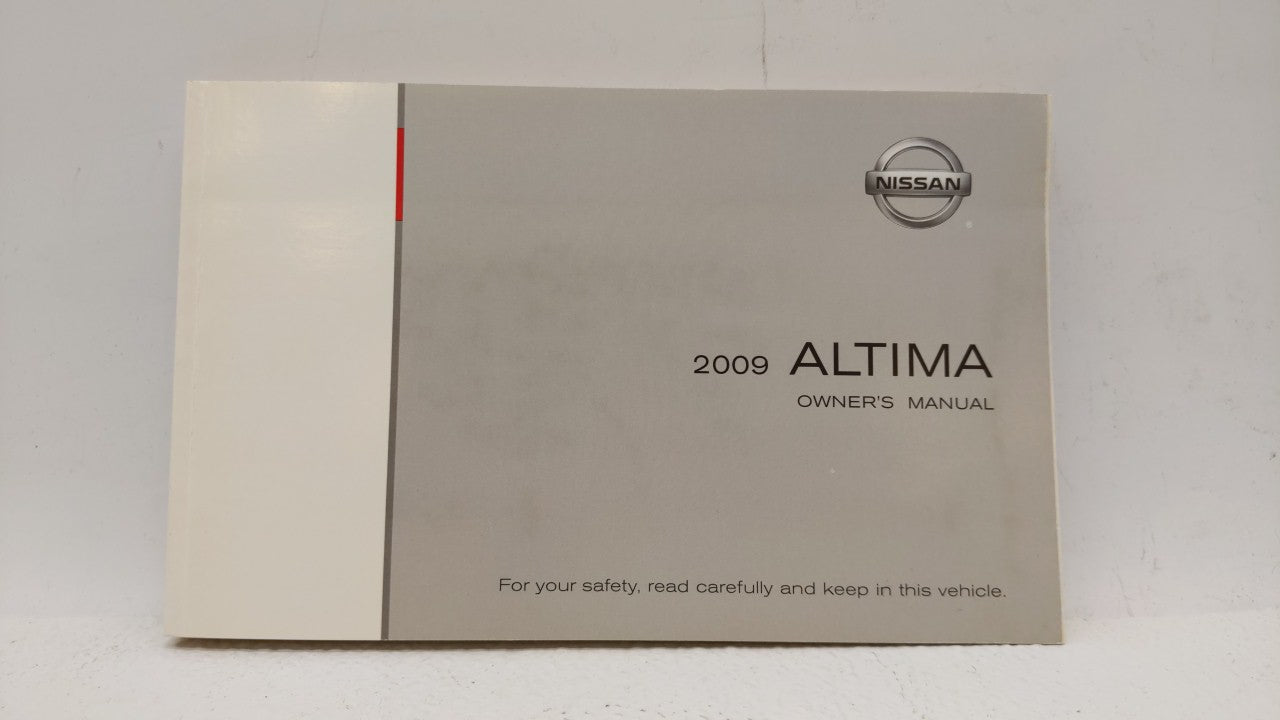 NISSAN
2009 ALTIMA
OWNER'S MANUAL
For your safety, read carefully and keep in this vehicle.